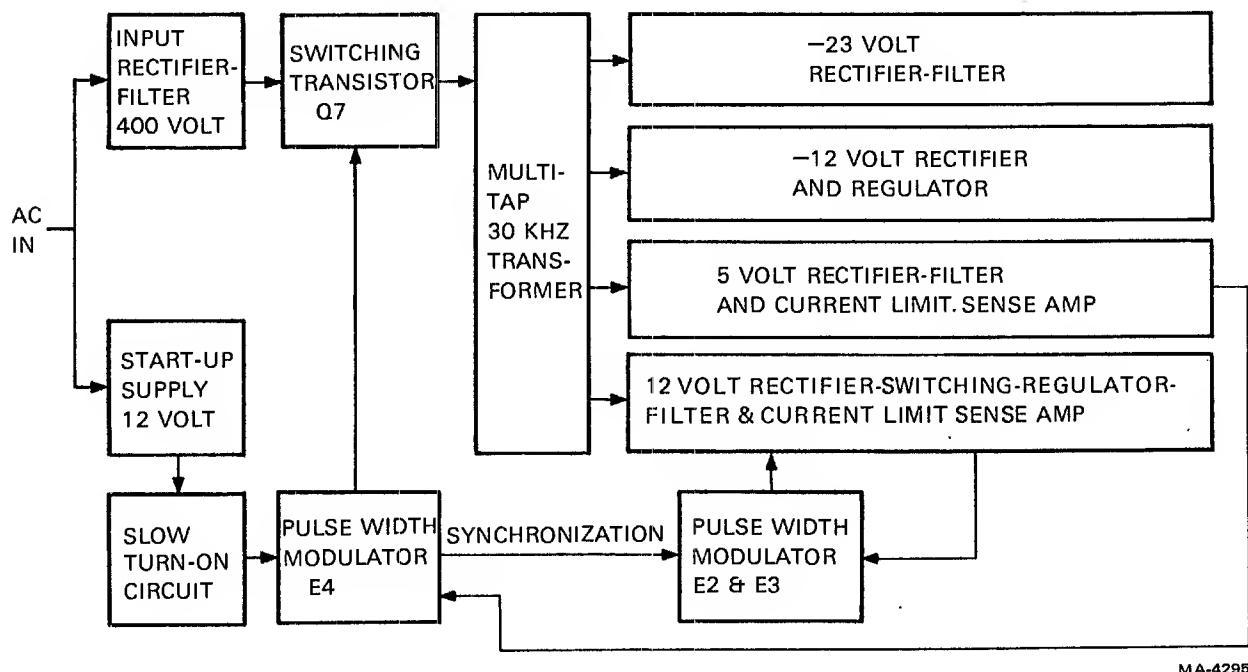 INPUT
RECTIFIER-
FILTER
400 VOLT
SWITCHING
TRANSISTOR
Q7
MULTI-
TAP
30 KHZ
TRANS-
FORMER
−23 VOLT
RECTIFIER-FILTER
−12 VOLT RECTIFIER
AND REGULATOR
5 VOLT RECTIFIER-FILTER
AND CURRENT LIMIT. SENSE AMP
12 VOLT RECTIFIER-SWITCHING-REGULATOR-
FILTER & CURRENT LIMIT SENSE AMP
AC
IN
START-UP
SUPPLY
12 VOLT
SLOW
TURN-ON
CIRCUIT
PULSE WIDTH
MODULATOR
E4
SYNCHRONIZATION
PULSE WIDTH
MODULATOR
E2 & E3
MA-4295